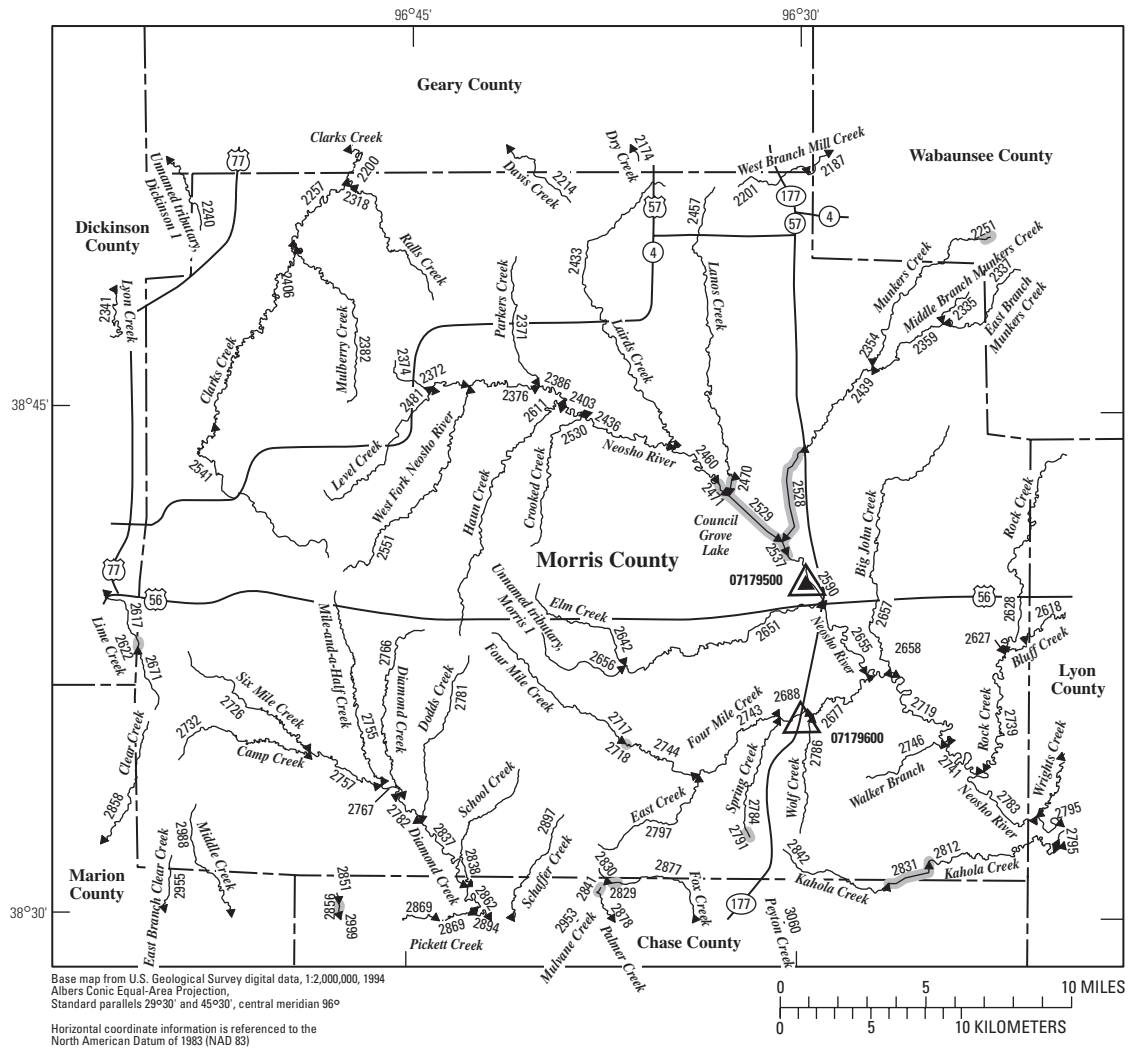 96°45'
96°30'
Geary County
Clarks Creek
Dry Creek
2174
West Branch Mill Creek
2187
2201
Wabaunsee County
77
Unnamed tributary,
Dickinson 1
2240
2200
2257
2318
Davis Creek
2214
57
4
2457
177
57
4
Dickinson
County
Ralls Creek
2433
2251
Munkers Creek
Middle Branch Munkers Creek
2337
2335
East Branch
Munkers Creek
2341
Lyon Creek
2406
Parkers Creek
2371
Lanos Creek
Lairds Creek
2354
2359
2439
Clarks Creek
Mulberry Creek
2382
2374
2372
2481
2376
2386
2403
2611
2436
2530
38°45'
Neosho River
2460
2470
2471
2541
Level Creek
West Fork Neosho River
2551
Haun Creek
Crooked Creek
2529
2528
Council
Grove
Lake
2537
Big John Creek
Rock Creek
Morris County
07179500
2590
77
56
56
2617
Lime Creek
2622
2671
Mile-and-a-Half Creek
Unnamed tributary,
Morris 1
Elm Creek
2642
2656
2651
Neosho River
2655
2657
2658
2628
2618
2627
Bluff Creek
Lyon
County
2766
Diamond Creek
Dodds Creek
2781
Four Mile Creek
Six Mile Creek
2726
2732
Camp Creek
2755
2757
2767
2717
2718
2744
Four Mile Creek
2743
2688
2677
07179600
2719
Rock Creek
2739
Clear Creek
2858
2782
2837
Diamond Creek
School Creek
2838
East Creek
2797
Spring Creek
2784
2791
Wolf Creek
2786
2746
Walker Branch
2741
2783
Neosho River
Wrights Creek
2795
2795
2988
Middle Creek
2897
Schaffer Creek
2842
2812
2831
Kahola Creek
Kahola Creek
Marion
County
East Branch Clear Creek
2955
2851
2856
2999
2869
2869
Pickett Creek
2862
2894
2830
2841
2829
2877
Fox Creek
2953
Mulvane Creek
2878
Palmer Creek
177
3060
Peyton Creek
38°30'
Chase County
Base map from U.S. Geological Survey digital data, 1:2,000,000, 1994
Albers Conic Equal-Area Projection,
Standard parallels 29°30' and 45°30', central meridian 96°
Horizontal coordinate information is referenced to the
North American Datum of 1983 (NAD 83)
0 5 10 MILES
0 5 10 KILOMETERS